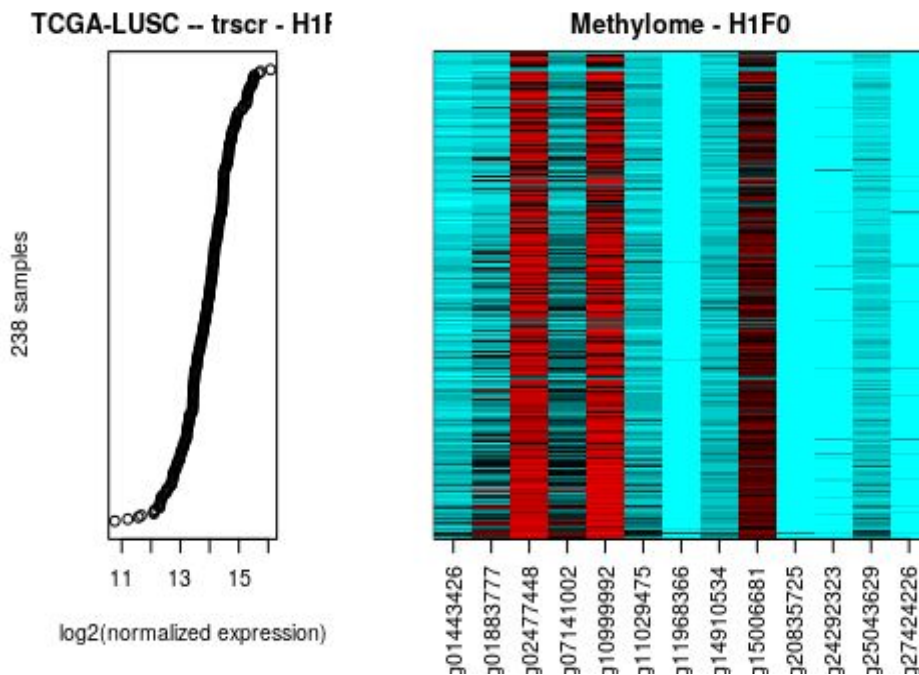 TCGA-LUSC -- trscr - H1F
Methylome - H1F0
238 samples
11 13 15
log2(normalized expression)
g01443426
g01883777
g02477448
g07141002
g10999992
g11029475
g11968366
g14910534
g15006681
g20835725
g24292323
g25043629
g27424226